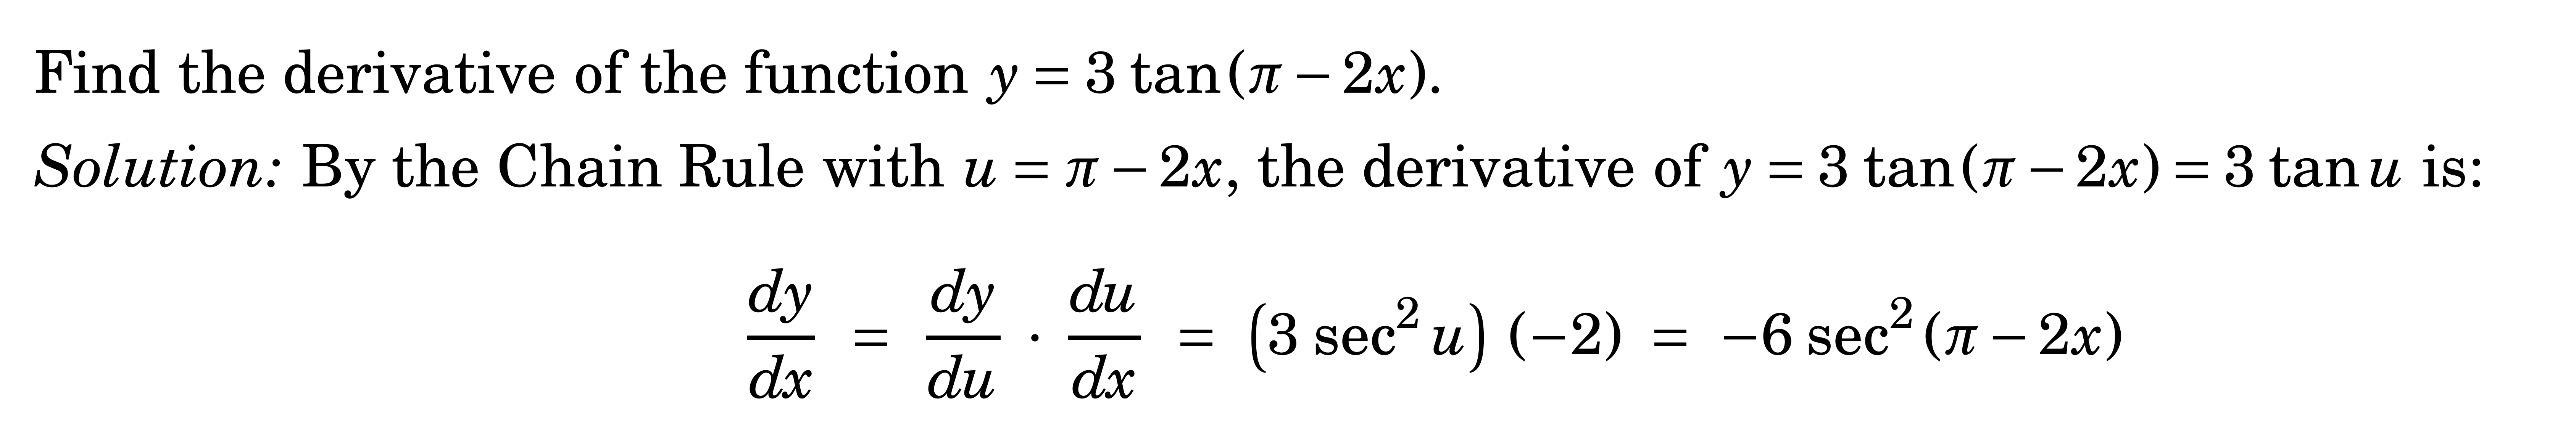 Find the derivative of the function y = 3 tan(π − 2x).
Solution: By the Chain Rule with u = π − 2x, the derivative of y = 3 tan(π − 2x) = 3 tan u is:
dy/dx = dy/du · du/dx = (3 sec² u) (−2) = −6 sec² (π − 2x)